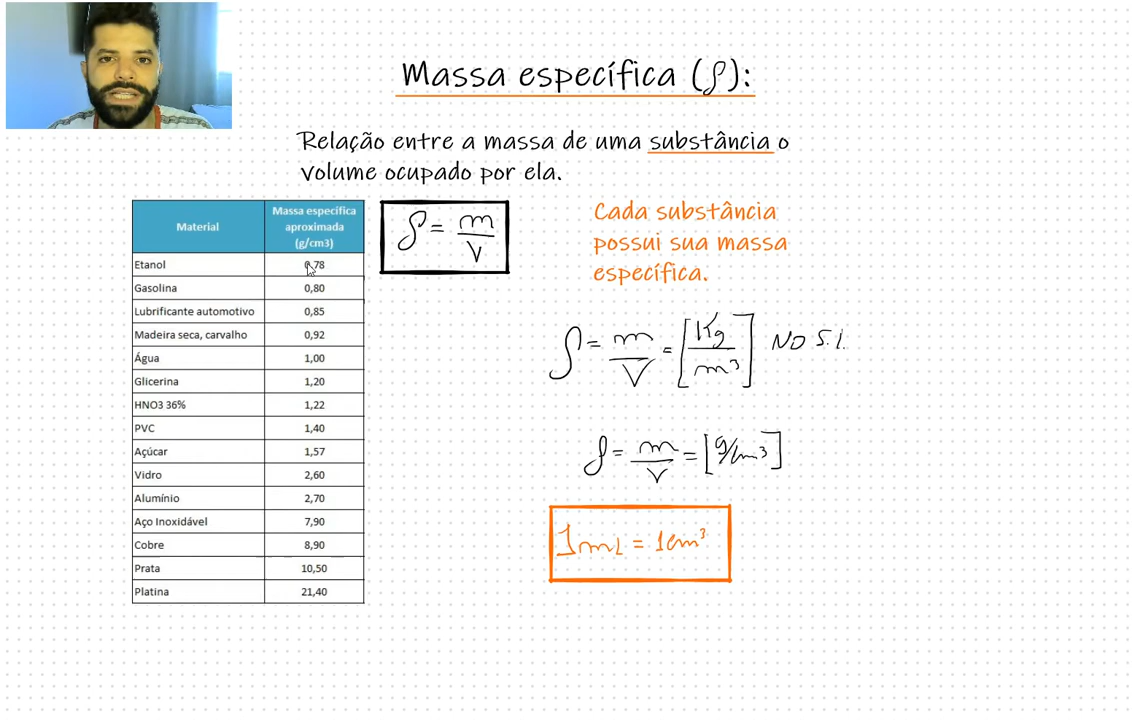 Massa específica (ρ):
Relação entre a massa de uma substância o
volume ocupado por ela.
Material
Massa específica
aproximada
(g/cm3)
Etanol 0,78
Gasolina 0,80
Lubrificante automotivo 0,85
Madeira seca, carvalho 0,92
Água 1,00
Glicerina 1,20
HNO3 36% 1,22
PVC 1,40
Açúcar 1,57
Vidro 2,60
Alumínio 2,70
Aço Inoxidável 7,90
Cobre 8,90
Prata 10,50
Platina 21,40
ρ = m/v
Cada substância
possui sua massa
específica.
ρ = m/V = [Kg/m³] NO S.I.
ρ = m/V = [g/cm³]
1mL = 1cm³